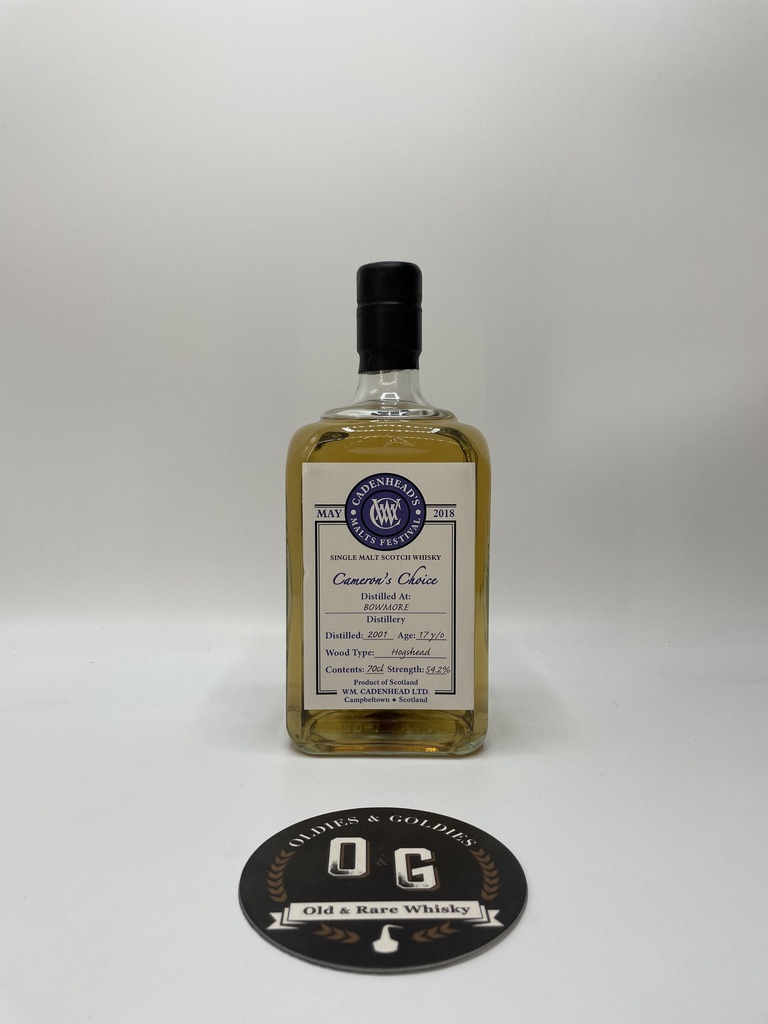 CADENHEAD'S
MAY WMC 2018
MALTS FESTIVAL
SINGLE MALT SCOTCH WHISKY
Cameron's Choice
Distilled At:
BOWMORE
Distillery
Distilled: 2001 Age: 17 y/o
Wood Type: Hogshead
Contents: 70cl Strength: 54.2%
Product of Scotland
WM. CADENHEAD LTD.
Campbeltown • Scotland
OLDIES & GOLDIES
O & G
Old & Rare Whisky